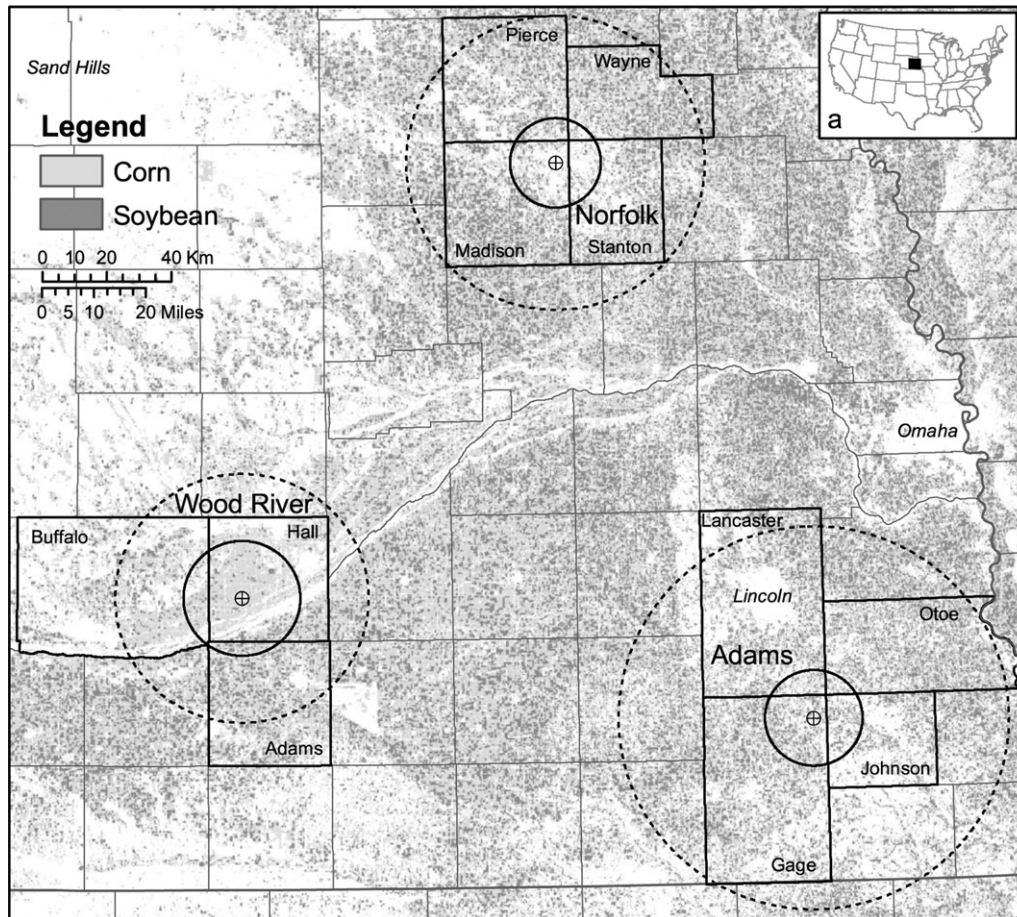 Pierce
Wayne
a
Sand Hills
Legend
Corn
Soybean
0 10 20 40 Km
0 5 10 20 Miles
Norfolk
Madison
Stanton
Omaha
Wood River
Buffalo
Hall
Adams
Lancaster
Lincoln
Otoe
Adams
Johnson
Gage